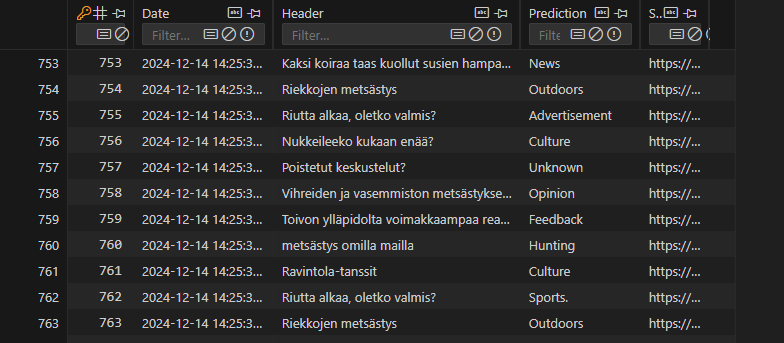 Date Header Prediction S..
Filter... Filter... Filte
753 753 2024-12-14 14:25:3... Kaksi koiraa taas kuollut susien hampa... News https://...
754 754 2024-12-14 14:25:3... Riekkojen metsästys Outdoors https://...
755 755 2024-12-14 14:25:3... Riutta alkaa, oletko valmis? Advertisement https://...
756 756 2024-12-14 14:25:3... Nukkeileeko kukaan enää? Culture https://...
757 757 2024-12-14 14:25:3... Poistetut keskustelut? Unknown https://...
758 758 2024-12-14 14:25:3... Vihreiden ja vasemmiston metsästykse... Opinion https://...
759 759 2024-12-14 14:25:3... Toivon ylläpidolta voimakkaampaa rea... Feedback https://...
760 760 2024-12-14 14:25:3... metsästys omilla mailla Hunting https://...
761 761 2024-12-14 14:25:3... Ravintola-tanssit Culture https://...
762 762 2024-12-14 14:25:3... Riutta alkaa, oletko valmis? Sports. https://...
763 763 2024-12-14 14:25:3... Riekkojen metsästys Outdoors https://...